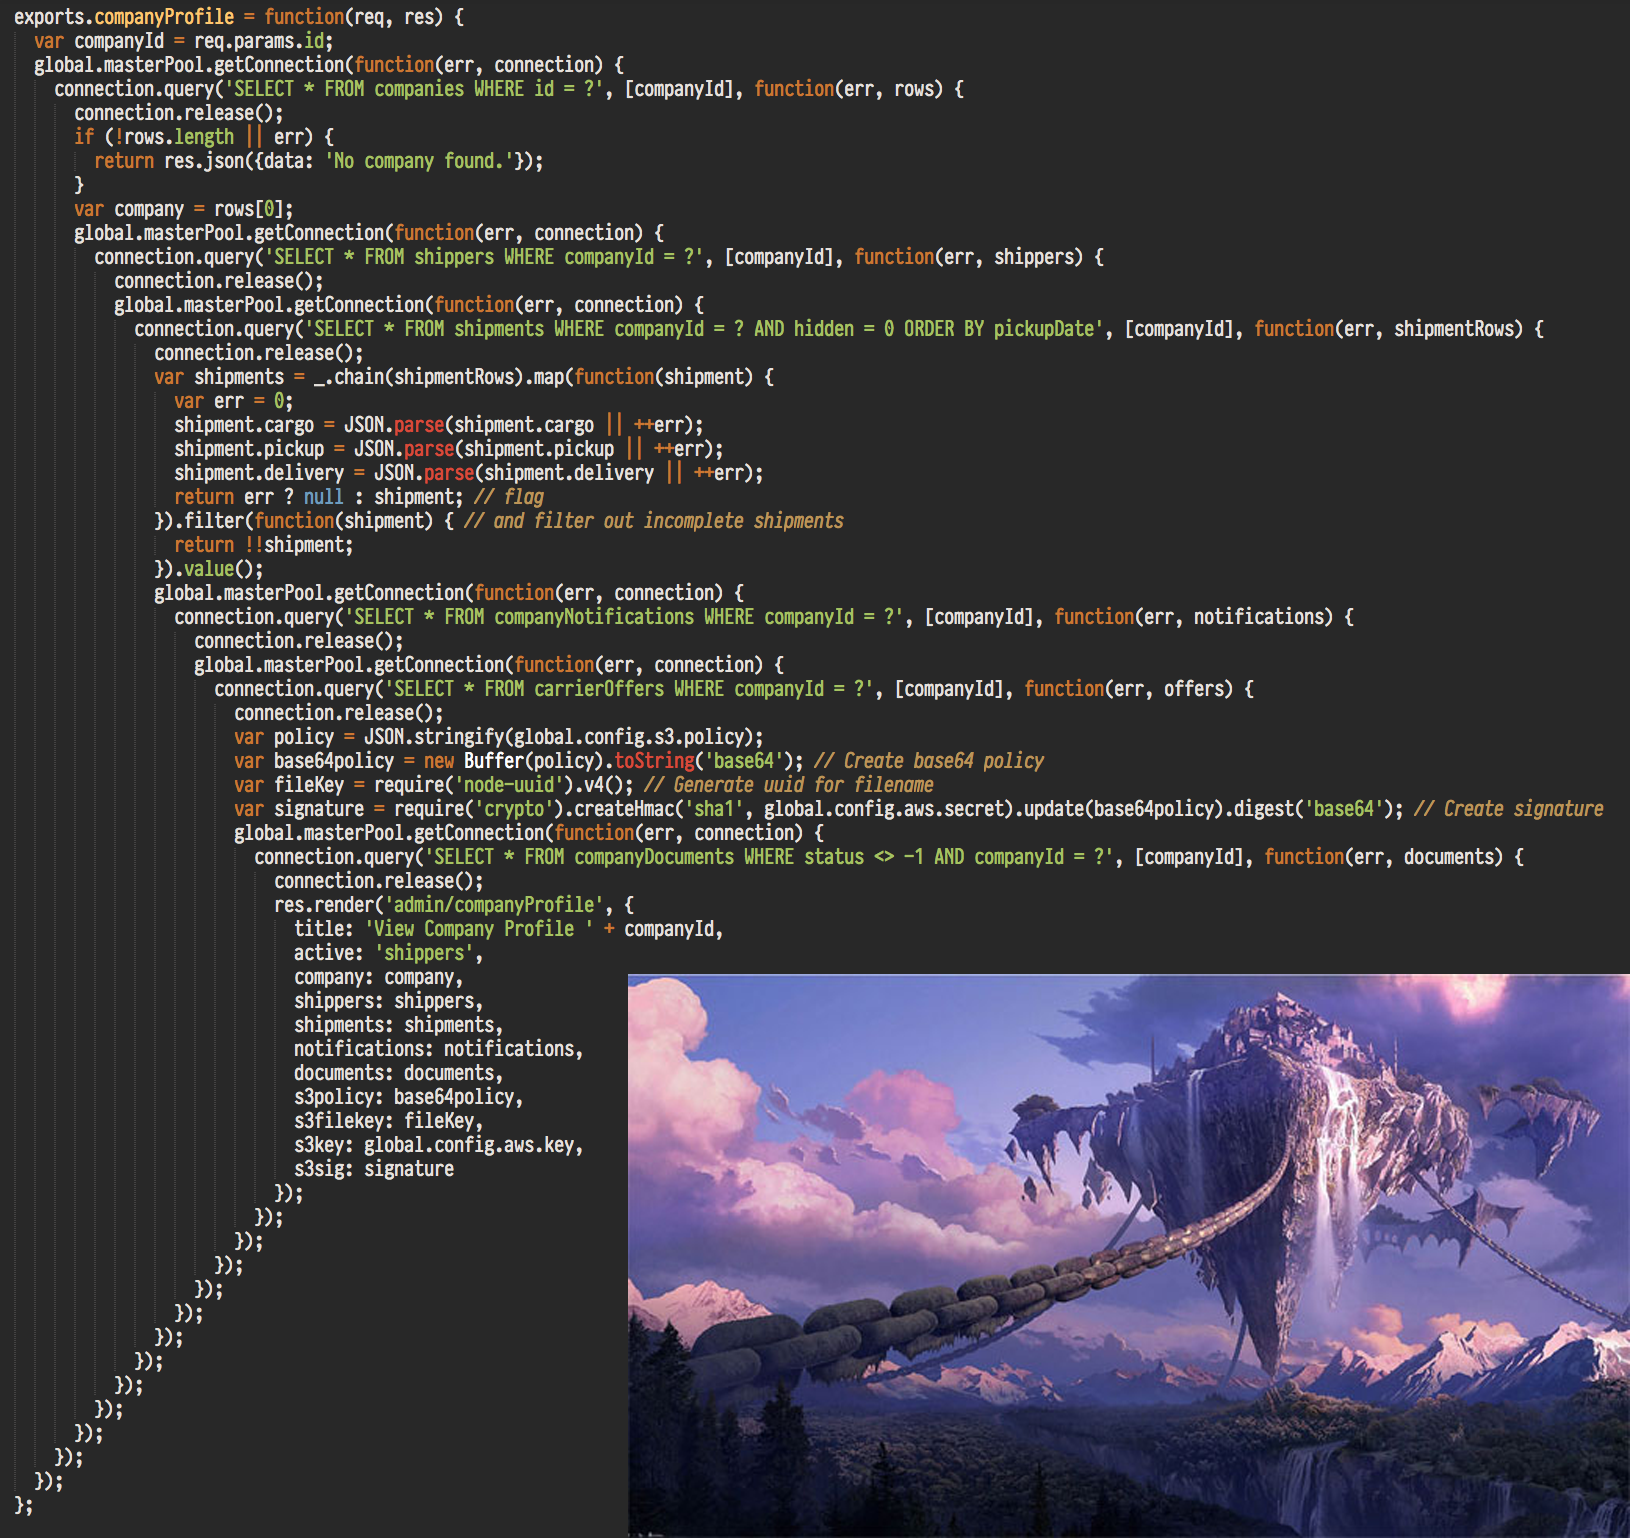 exports.companyProfile = function(req, res) {
  var companyId = req.params.id;
  global.masterPool.getConnection(function(err, connection) {
    connection.query('SELECT * FROM companies WHERE id = ?', [companyId], function(err, rows) {
      connection.release();
      if (!rows.length || err) {
        return res.json({data: 'No company found.'});
      }
      var company = rows[0];
      global.masterPool.getConnection(function(err, connection) {
        connection.query('SELECT * FROM shippers WHERE companyId = ?', [companyId], function(err, shippers) {
          connection.release();
          global.masterPool.getConnection(function(err, connection) {
            connection.query('SELECT * FROM shipments WHERE companyId = ? AND hidden = 0 ORDER BY pickupDate', [companyId], function(err, shipmentRows) {
              connection.release();
              var shipments = _.chain(shipmentRows).map(function(shipment) {
                var err = 0;
                shipment.cargo = JSON.parse(shipment.cargo || ++err);
                shipment.pickup = JSON.parse(shipment.pickup || ++err);
                shipment.delivery = JSON.parse(shipment.delivery || ++err);
                return err ? null : shipment; // flag
              }).filter(function(shipment) { // and filter out incomplete shipments
                return !!shipment;
              }).value();
              global.masterPool.getConnection(function(err, connection) {
                connection.query('SELECT * FROM companyNotifications WHERE companyId = ?', [companyId], function(err, notifications) {
                  connection.release();
                  global.masterPool.getConnection(function(err, connection) {
                    connection.query('SELECT * FROM carrierOffers WHERE companyId = ?', [companyId], function(err, offers) {
                      connection.release();
                      var policy = JSON.stringify(global.config.s3.policy);
                      var base64policy = new Buffer(policy).toString('base64'); // Create base64 policy
                      var fileKey = require('node-uuid').v4(); // Generate uuid for filename
                      var signature = require('crypto').createHmac('sha1', global.config.aws.secret).update(base64policy).digest('base64'); // Create signature
                      global.masterPool.getConnection(function(err, connection) {
                        connection.query('SELECT * FROM companyDocuments WHERE status <> -1 AND companyId = ?', [companyId], function(err, documents) {
                          connection.release();
                          res.render('admin/companyProfile', {
                            title: 'View Company Profile ' + companyId,
                            active: 'shippers',
                            company: company,
                            shippers: shippers,
                            shipments: shipments,
                            notifications: notifications,
                            documents: documents,
                            s3policy: base64policy,
                            s3filekey: fileKey,
                            s3key: global.config.aws.key,
                            s3sig: signature
                          });
                        });
                      });
                    });
                  });
                });
              });
            });
          });
        });
      });
    });
  });
};